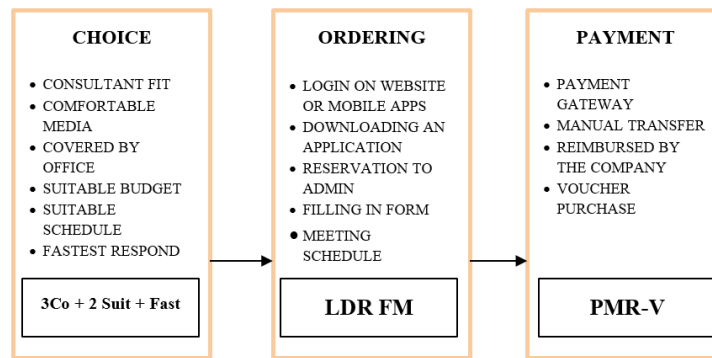 CHOICE
• CONSULTANT FIT
• COMFORTABLE
MEDIA
• COVERED BY
OFFICE
• SUITABLE BUDGET
• SUITABLE
SCHEDULE
• FASTEST RESPOND
3Co + 2 Suit + Fast
ORDERING
• LOGIN ON WEBSITE
OR MOBILE APPS
• DOWNLOADING AN
APPLICATION
• RESERVATION TO
ADMIN
• FILLING IN FORM
• MEETING
SCHEDULE
LDR FM
PAYMENT
• PAYMENT
GATEWAY
• MANUAL TRANSFER
• REIMBURSED BY
THE COMPANY
• VOUCHER
PURCHASE
PMR-V